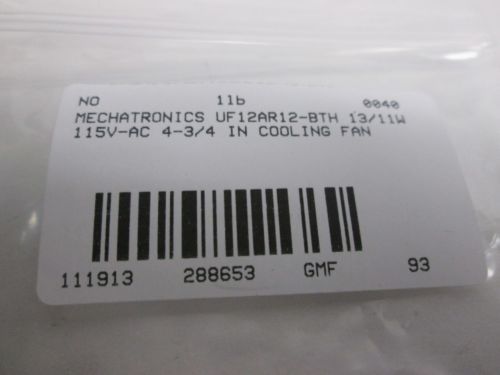 NO 11b 0040
MECHATRONICS UF12AR12-BTH 13/11W
115V-AC 4-3/4 IN COOLING FAN
111913 288653 GMF 93